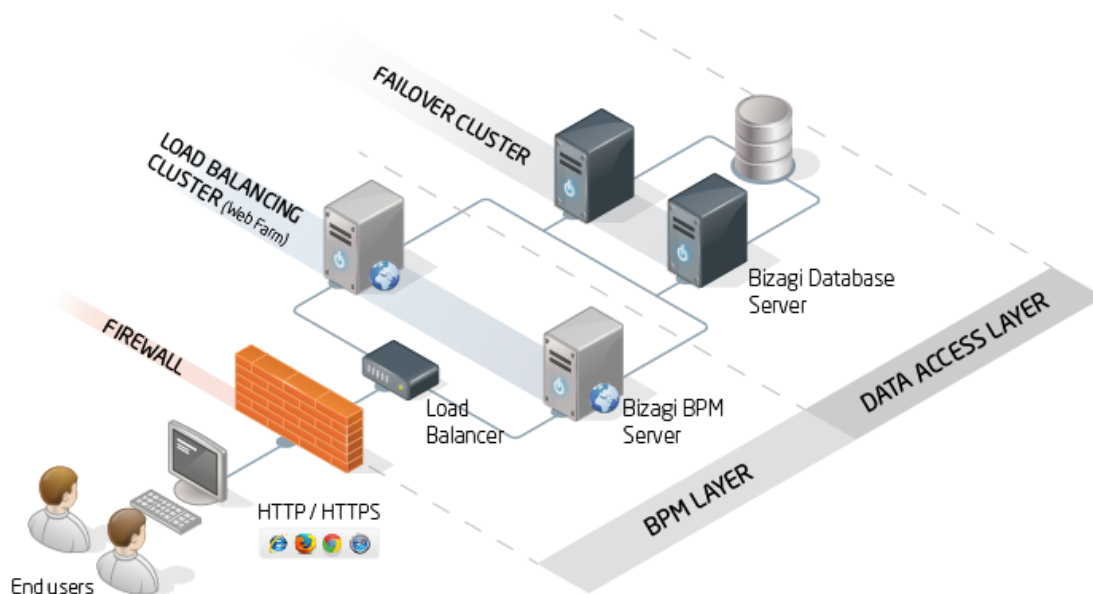 FAILOVER CLUSTER
LOAD BALANCING
CLUSTER (Web Farm)
Bizagi Database
Server
FIREWALL
Load
Balancer
Bizagi BPM
Server
DATA ACCESS LAYER
BPM LAYER
HTTP / HTTPS
End users